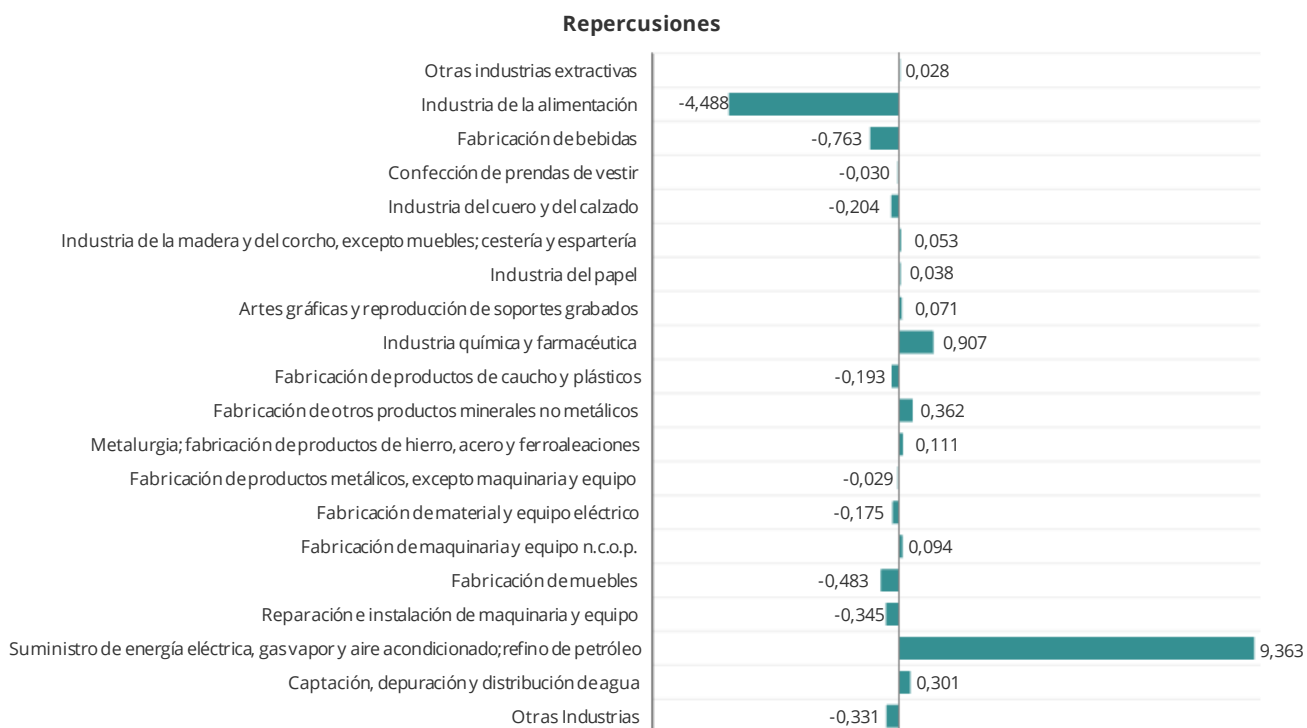 Repercusiones
Otras industrias extractivas 0,028
Industria de la alimentación -4,488
Fabricación de bebidas -0,763
Confección de prendas de vestir -0,030
Industria del cuero y del calzado -0,204
Industria de la madera y del corcho, excepto muebles; cestería y espartería 0,053
Industria del papel 0,038
Artes gráficas y reproducción de soportes grabados 0,071
Industria química y farmacéutica 0,907
Fabricación de productos de caucho y plásticos -0,193
Fabricación de otros productos minerales no metálicos 0,362
Metalurgia; fabricación de productos de hierro, acero y ferroaleaciones 0,111
Fabricación de productos metálicos, excepto maquinaria y equipo -0,029
Fabricación de material y equipo eléctrico -0,175
Fabricación de maquinaria y equipo n.c.o.p. 0,094
Fabricación de muebles -0,483
Reparación e instalación de maquinaria y equipo -0,345
Suministro de energía eléctrica, gas vapor y aire acondicionado;refino de petróleo 9,363
Captación, depuración y distribución de agua 0,301
Otras Industrias -0,331